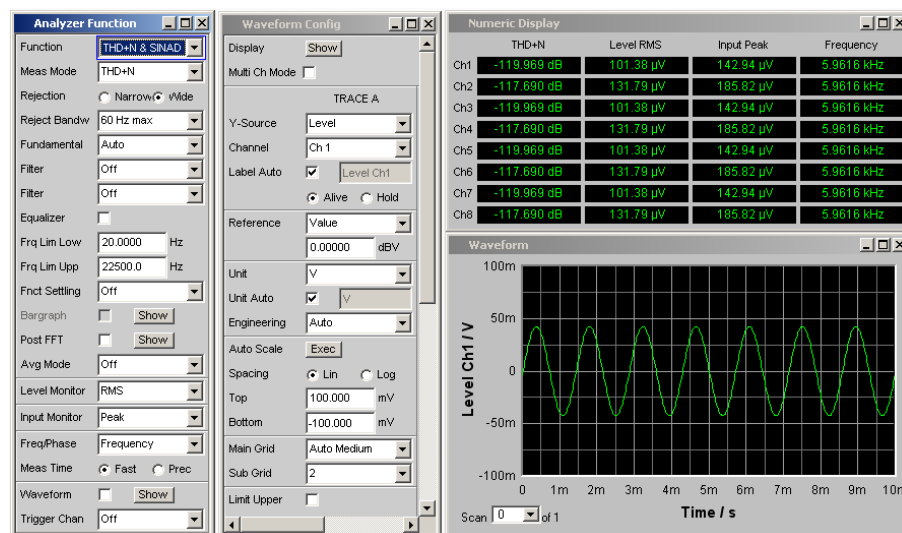 Analyzer Function
Function THD+N & SINAD
Meas Mode THD+N
Rejection Narrow Wide
Reject Bandw 60 Hz max
Fundamental Auto
Filter Off
Filter Off
Equalizer
Frq Lim Low 20.0000 Hz
Frq Lim Upp 22500.0 Hz
Fnct Settling Off
Bargraph Show
Post FFT Show
Avg Mode Off
Level Monitor RMS
Input Monitor Peak
Freq/Phase Frequency
Meas Time Fast Prec
Waveform Show
Trigger Chan Off
Waveform Config
Display Show
Multi Ch Mode
TRACE A
Y-Source Level
Channel Ch 1
Label Auto Level Ch1
Alive Hold
Reference Value
0.00000 dBV
Unit V
Unit Auto V
Engineering Auto
Auto Scale Exec
Spacing Lin Log
Top 100.000 mV
Bottom -100.000 mV
Main Grid Auto Medium
Sub Grid 2
Limit Upper
Numeric Display
THD+N Level RMS Input Peak Frequency
Ch1 -119.969 dB 101.38 µV 142.94 µV 5.9616 kHz
Ch2 -117.690 dB 131.79 µV 185.82 µV 5.9616 kHz
Ch3 -119.969 dB 101.38 µV 142.94 µV 5.9616 kHz
Ch4 -117.690 dB 131.79 µV 185.82 µV 5.9616 kHz
Ch5 -119.969 dB 101.38 µV 142.94 µV 5.9616 kHz
Ch6 -117.690 dB 131.79 µV 185.82 µV 5.9616 kHz
Ch7 -119.969 dB 101.38 µV 142.94 µV 5.9616 kHz
Ch8 -117.690 dB 131.79 µV 185.82 µV 5.9616 kHz
Waveform
100m
50m
0
-50m
-100m
Level Ch1 / V
0 1m 2m 3m 4m 5m 6m 7m 8m 9m 10m
Time / s
Scan 0 of 1